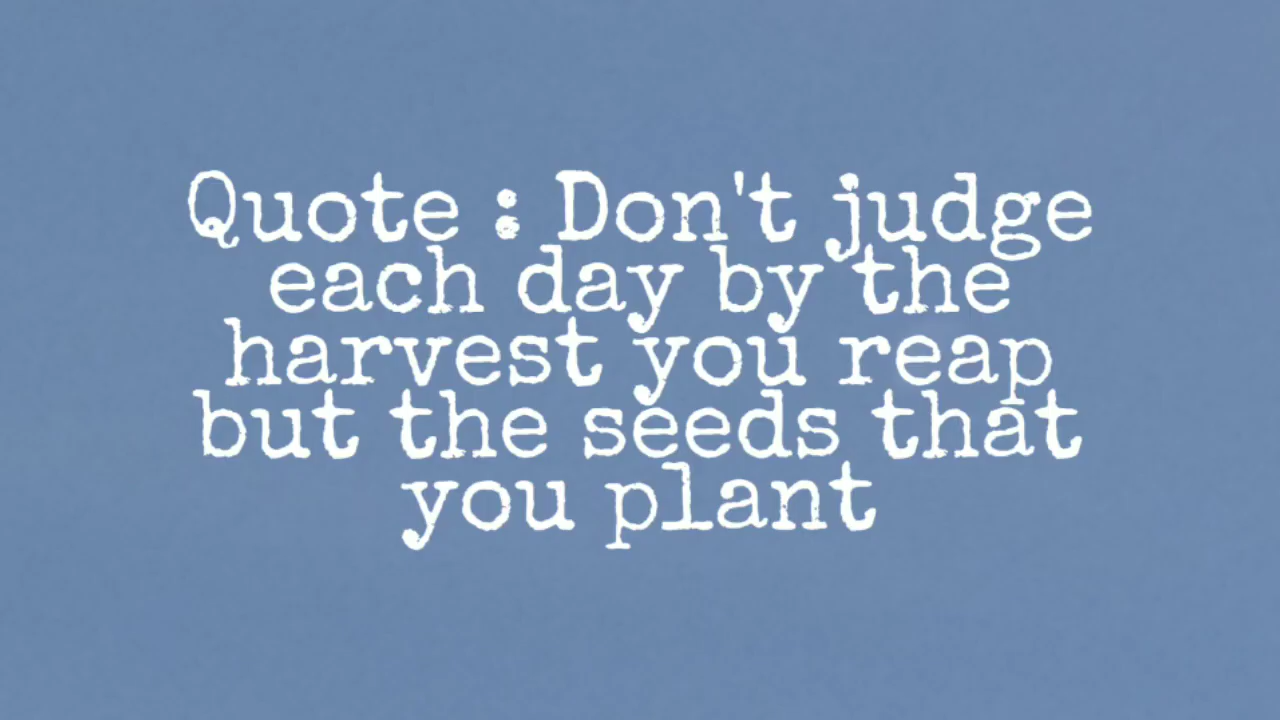 Quote : Don't judge
each day by the
harvest you reap
but the seeds that
you plant